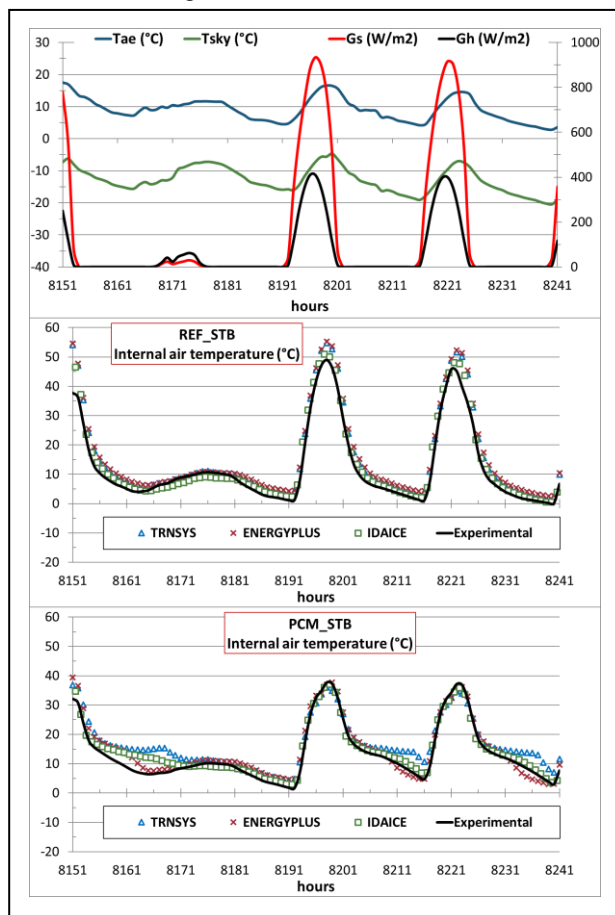 Tae (°C) Tsky (°C) Gs (W/m2) Gh (W/m2)
30 1000
20 800
10
0 600
-10 400
-20
200
-30
-40 0
8151 8161 8171 8181 8191 8201 8211 8221 8231 8241
hours
REF_STB
Internal air temperature (°C)
60
50
40
30
20
10
0
-10
-20
TRNSYS ENERGYPLUS IDAICE Experimental
8151 8161 8171 8181 8191 8201 8211 8221 8231 8241
hours
PCM_STB
Internal air temperature (°C)
60
50
40
30
20
10
0
-10
-20
TRNSYS ENERGYPLUS IDAICE Experimental
8151 8161 8171 8181 8191 8201 8211 8221 8231 8241
hours